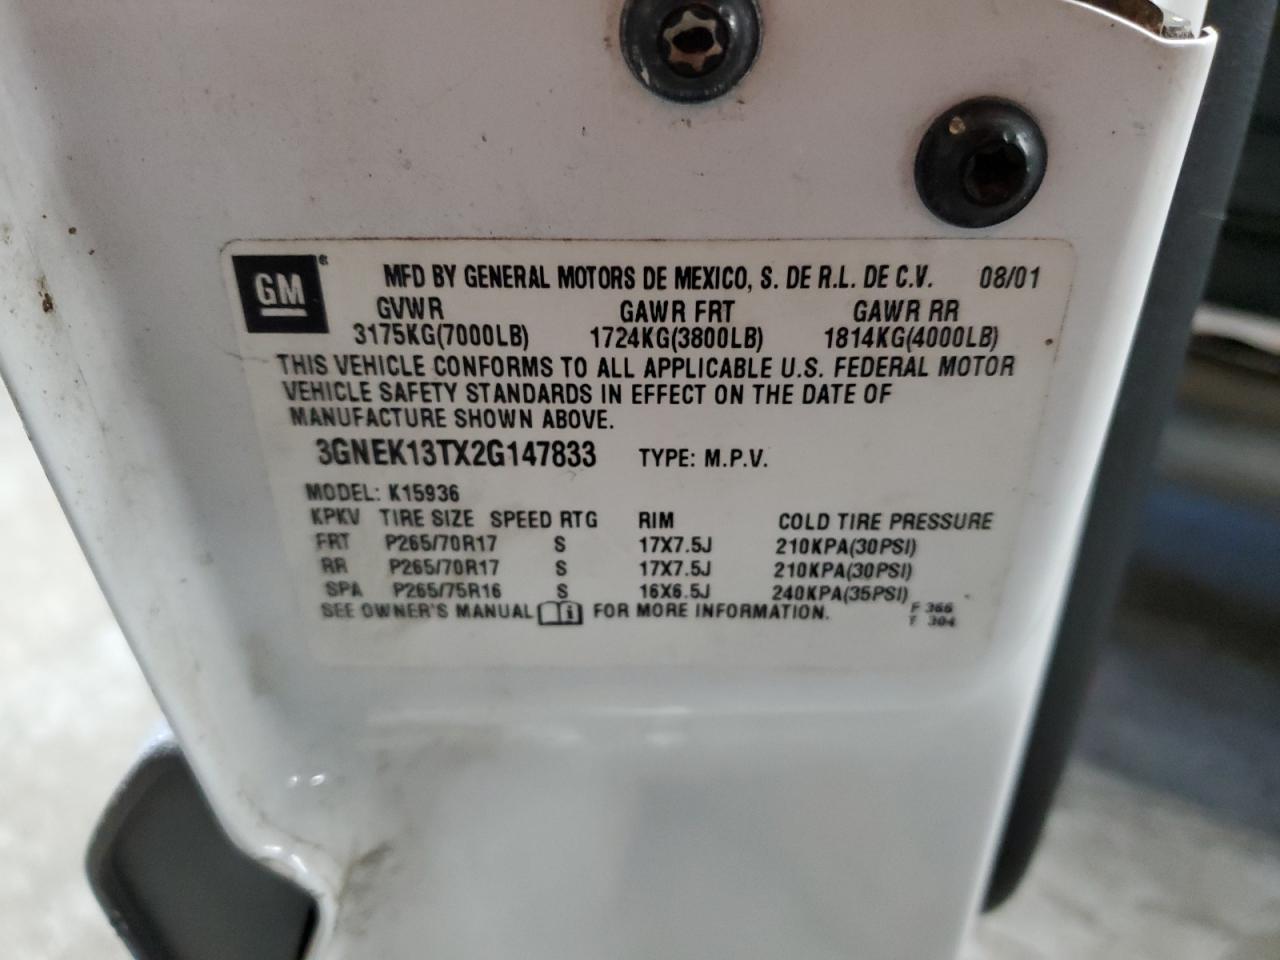 GM®
MFD BY GENERAL MOTORS DE MEXICO, S. DE R.L. DE C.V. 08/01
GVWR GAWR FRT GAWR RR
3175KG(7000LB) 1724KG(3800LB) 1814KG(4000LB)
THIS VEHICLE CONFORMS TO ALL APPLICABLE U.S. FEDERAL MOTOR
VEHICLE SAFETY STANDARDS IN EFFECT ON THE DATE OF
MANUFACTURE SHOWN ABOVE.
3GNEK13TX2G147833 TYPE: M.P.V.
MODEL: K15936
KPKV TIRE SIZE SPEED RTG RIM COLD TIRE PRESSURE
FRT P265/70R17 S 17X7.5J 210KPA(30PSI)
RR P265/70R17 S 17X7.5J 210KPA(30PSI)
SPA P265/75R16 S 16X6.5J 240KPA(35PSI)
SEE OWNER'S MANUAL i FOR MORE INFORMATION.
F 366
T 304